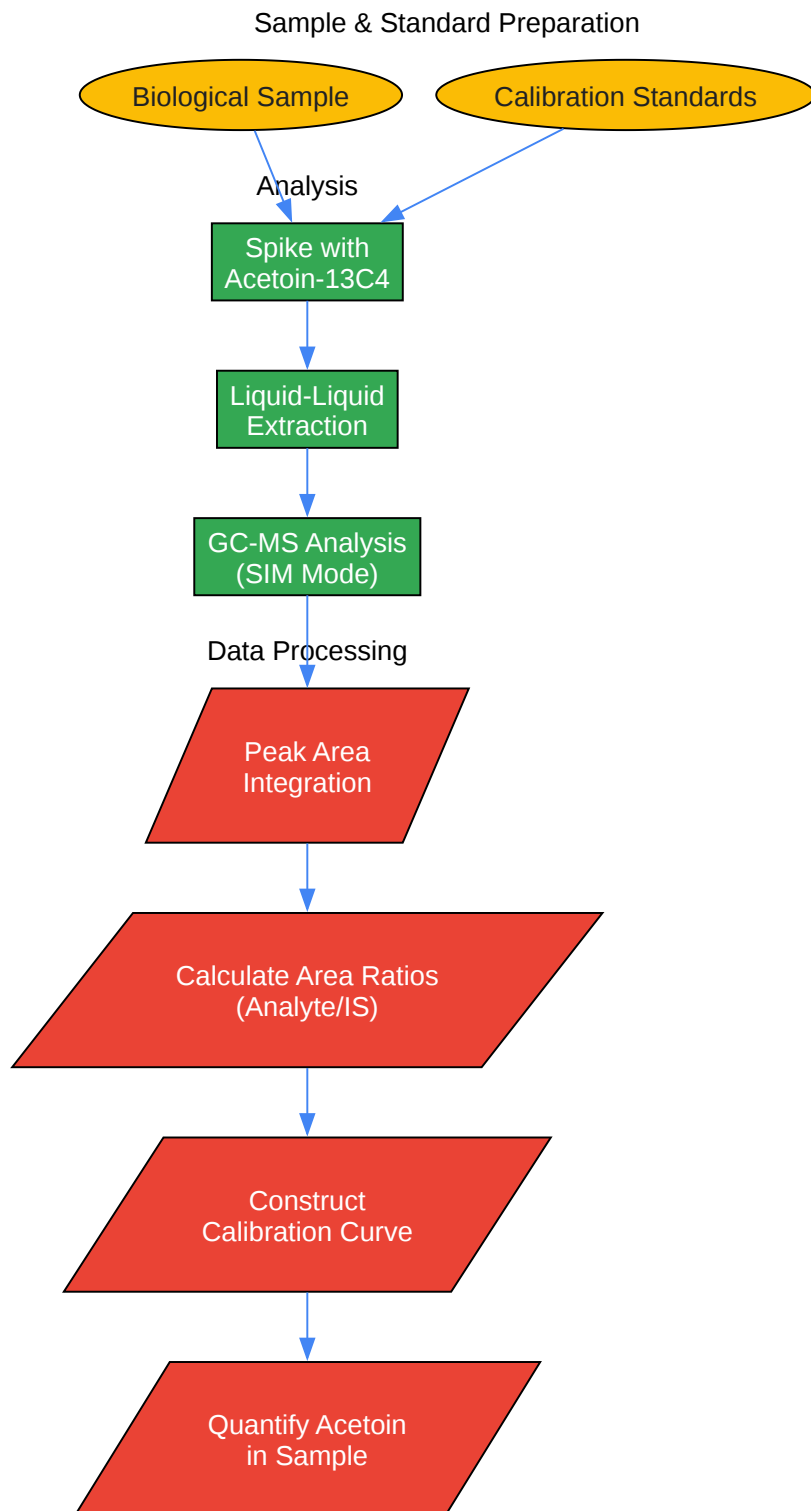 Sample & Standard Preparation
Biological Sample
Calibration Standards
Analysis
Spike with
Acetoin-13C4
Liquid-Liquid
Extraction
GC-MS Analysis
(SIM Mode)
Data Processing
Peak Area
Integration
Calculate Area Ratios
(Analyte/IS)
Construct
Calibration Curve
Quantify Acetoin
in Sample